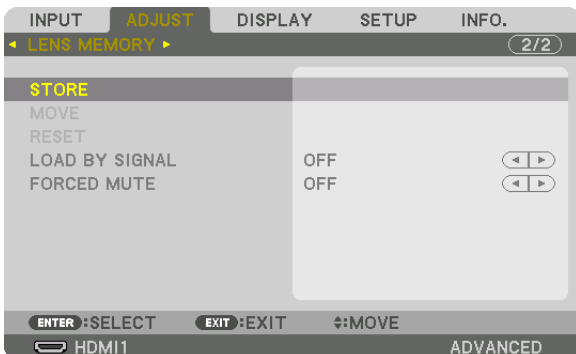 INPUT ADJUST DISPLAY SETUP INFO.
LENS MEMORY 2/2
STORE
MOVE
RESET
LOAD BY SIGNAL OFF
FORCED MUTE OFF
ENTER :SELECT EXIT :EXIT :MOVE
HDMI1 ADVANCED